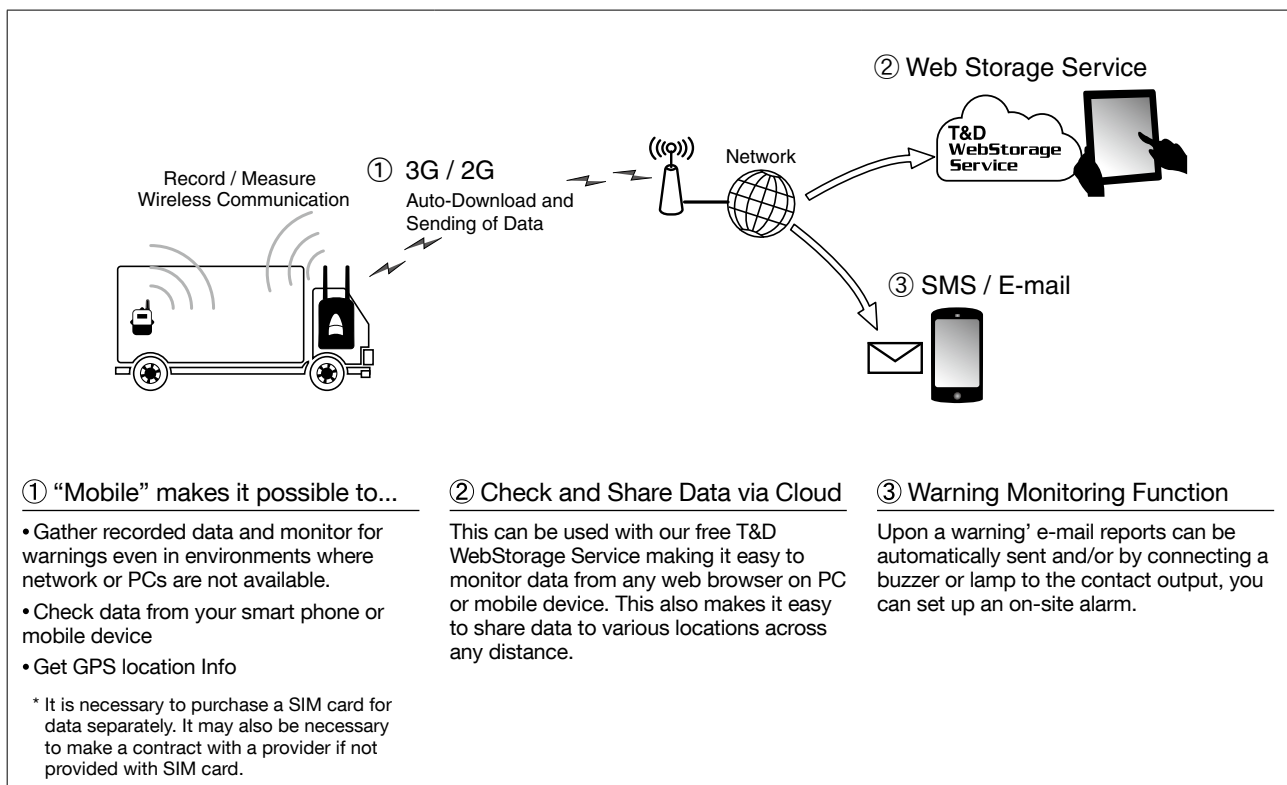 ② Web Storage Service
T&D
WebStorage
Service
Network
① 3G / 2G
Auto-Download and
Sending of Data
Record / Measure
Wireless Communication
③ SMS / E-mail
① “Mobile” makes it possible to...
• Gather recorded data and monitor for
warnings even in environments where
network or PCs are not available.
• Check data from your smart phone or
mobile device
• Get GPS location Info
* It is necessary to purchase a SIM card for
data separately. It may also be necessary
to make a contract with a provider if not
provided with SIM card.
② Check and Share Data via Cloud
This can be used with our free T&D
WebStorage Service making it easy to
monitor data from any web browser on PC
or mobile device. This also makes it easy
to share data to various locations across
any distance.
③ Warning Monitoring Function
Upon a warning’ e-mail reports can be
automatically sent and/or by connecting a
buzzer or lamp to the contact output, you
can set up an on-site alarm.